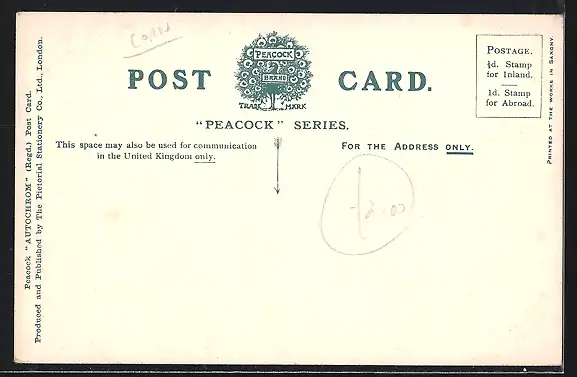 CORN
POST CARD.
PEACOCK
BRAND
TRADE MARK
"PEACOCK" SERIES.
This space may also be used for communication
in the United Kingdom only.
FOR THE ADDRESS ONLY.
POSTAGE.
½d. Stamp
for Inland.
1d. Stamp
for Abroad.
PRINTED AT THE WORKS IN SAXONY.
Peacock "AUTOCHROM" (Regd.) Post Card.
Produced and Published by The Pictorial Stationery Co., Ltd., London.